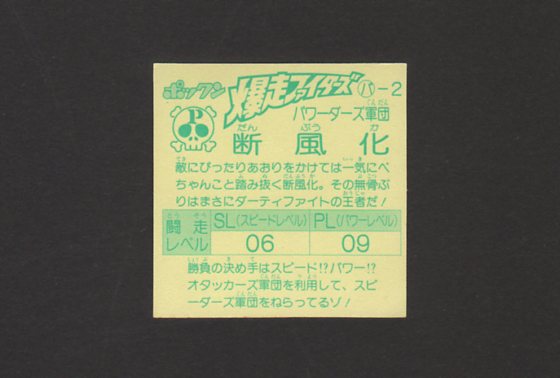 ポックン 爆走ファイターズ パ-2
P パワーダーズ軍団
断風化
敵にぴったりあおりをかけては一気にぺ
ちゃんこと踏み抜く断風化。その無骨ぶ
りはまさにダーティファイトの王者だ!
闘走 SL(スピードレベル) PL(パワーレベル)
レベル 06 09
勝負の決め手はスピード!?パワー!?
オタッカーズ軍団を利用して、スピ
ーダーズ軍団をねらってるゾ!